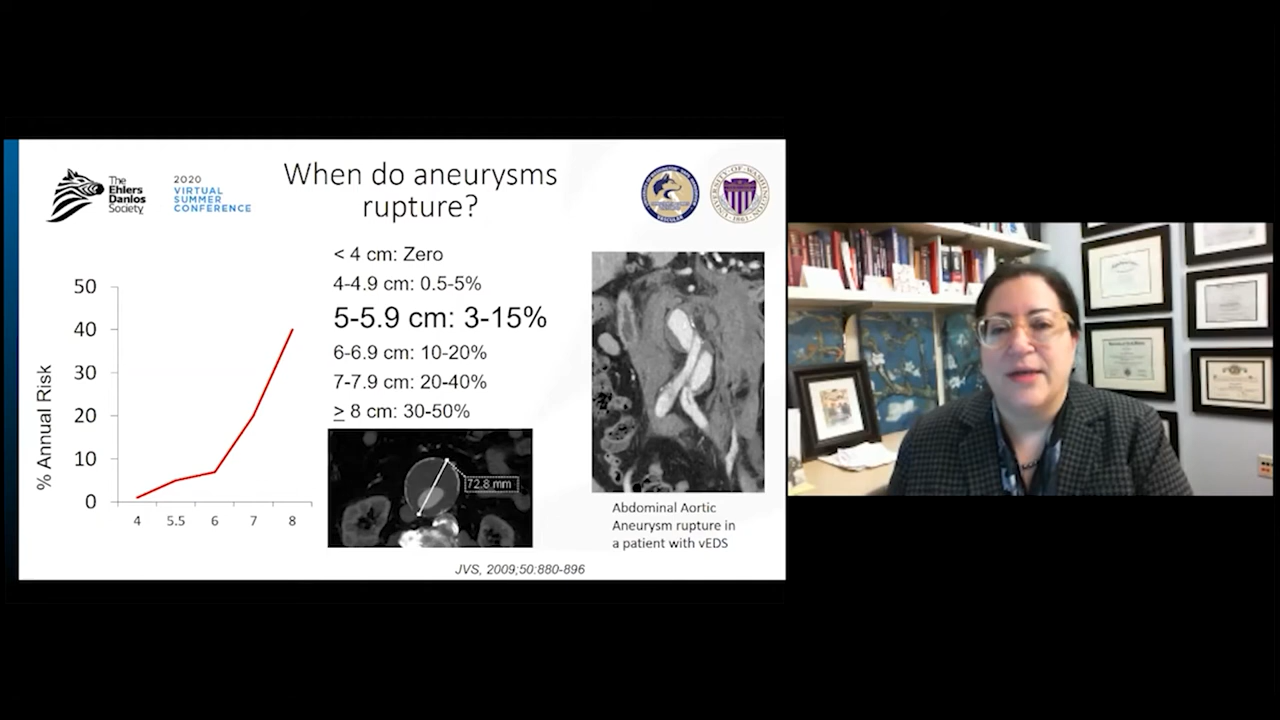 The
Ehlers
Danlos
Society
2020
VIRTUAL
SUMMER
CONFERENCE
When do aneurysms
rupture?
< 4 cm: Zero
4-4.9 cm: 0.5-5%
5-5.9 cm: 3-15%
6-6.9 cm: 10-20%
7-7.9 cm: 20-40%
≥ 8 cm: 30-50%
% Annual Risk
50
40
30
20
10
0
4 5.5 6 7 8
72.8 mm
Abdominal Aortic
Aneurysm rupture in
a patient with vEDS
JVS, 2009;50:880-896